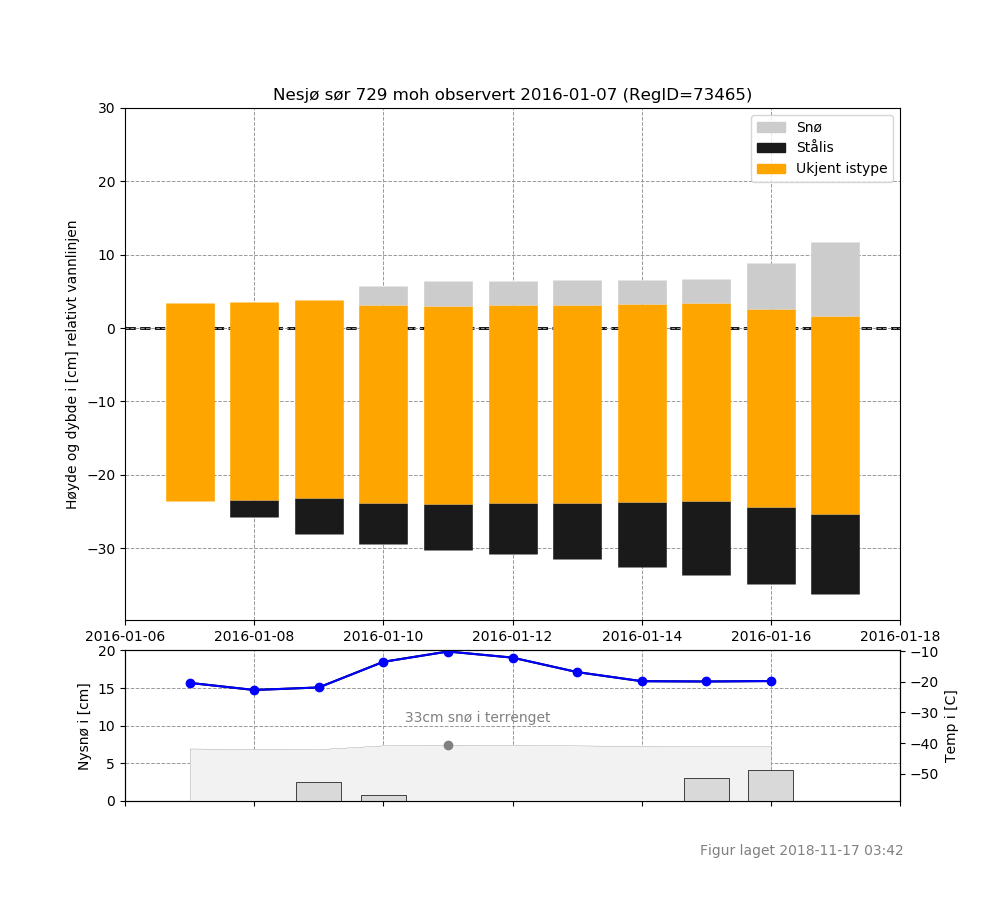 Nesjø sør 729 moh observert 2016-01-07 (RegID=73465)
30
20
10
0
−10
−20
−30
Høyde og dybde i [cm] relativt vannlinjen
Snø
Stålis
Ukjent istype
2016-01-06
2016-01-08
2016-01-10
2016-01-12
2016-01-14
2016-01-16
2016-01-18
20
15
10
5
0
Nysnø i [cm]
33cm snø i terrenget
−10
−20
−30
−40
−50
Temp i [C]
Figur laget 2018-11-17 03:42